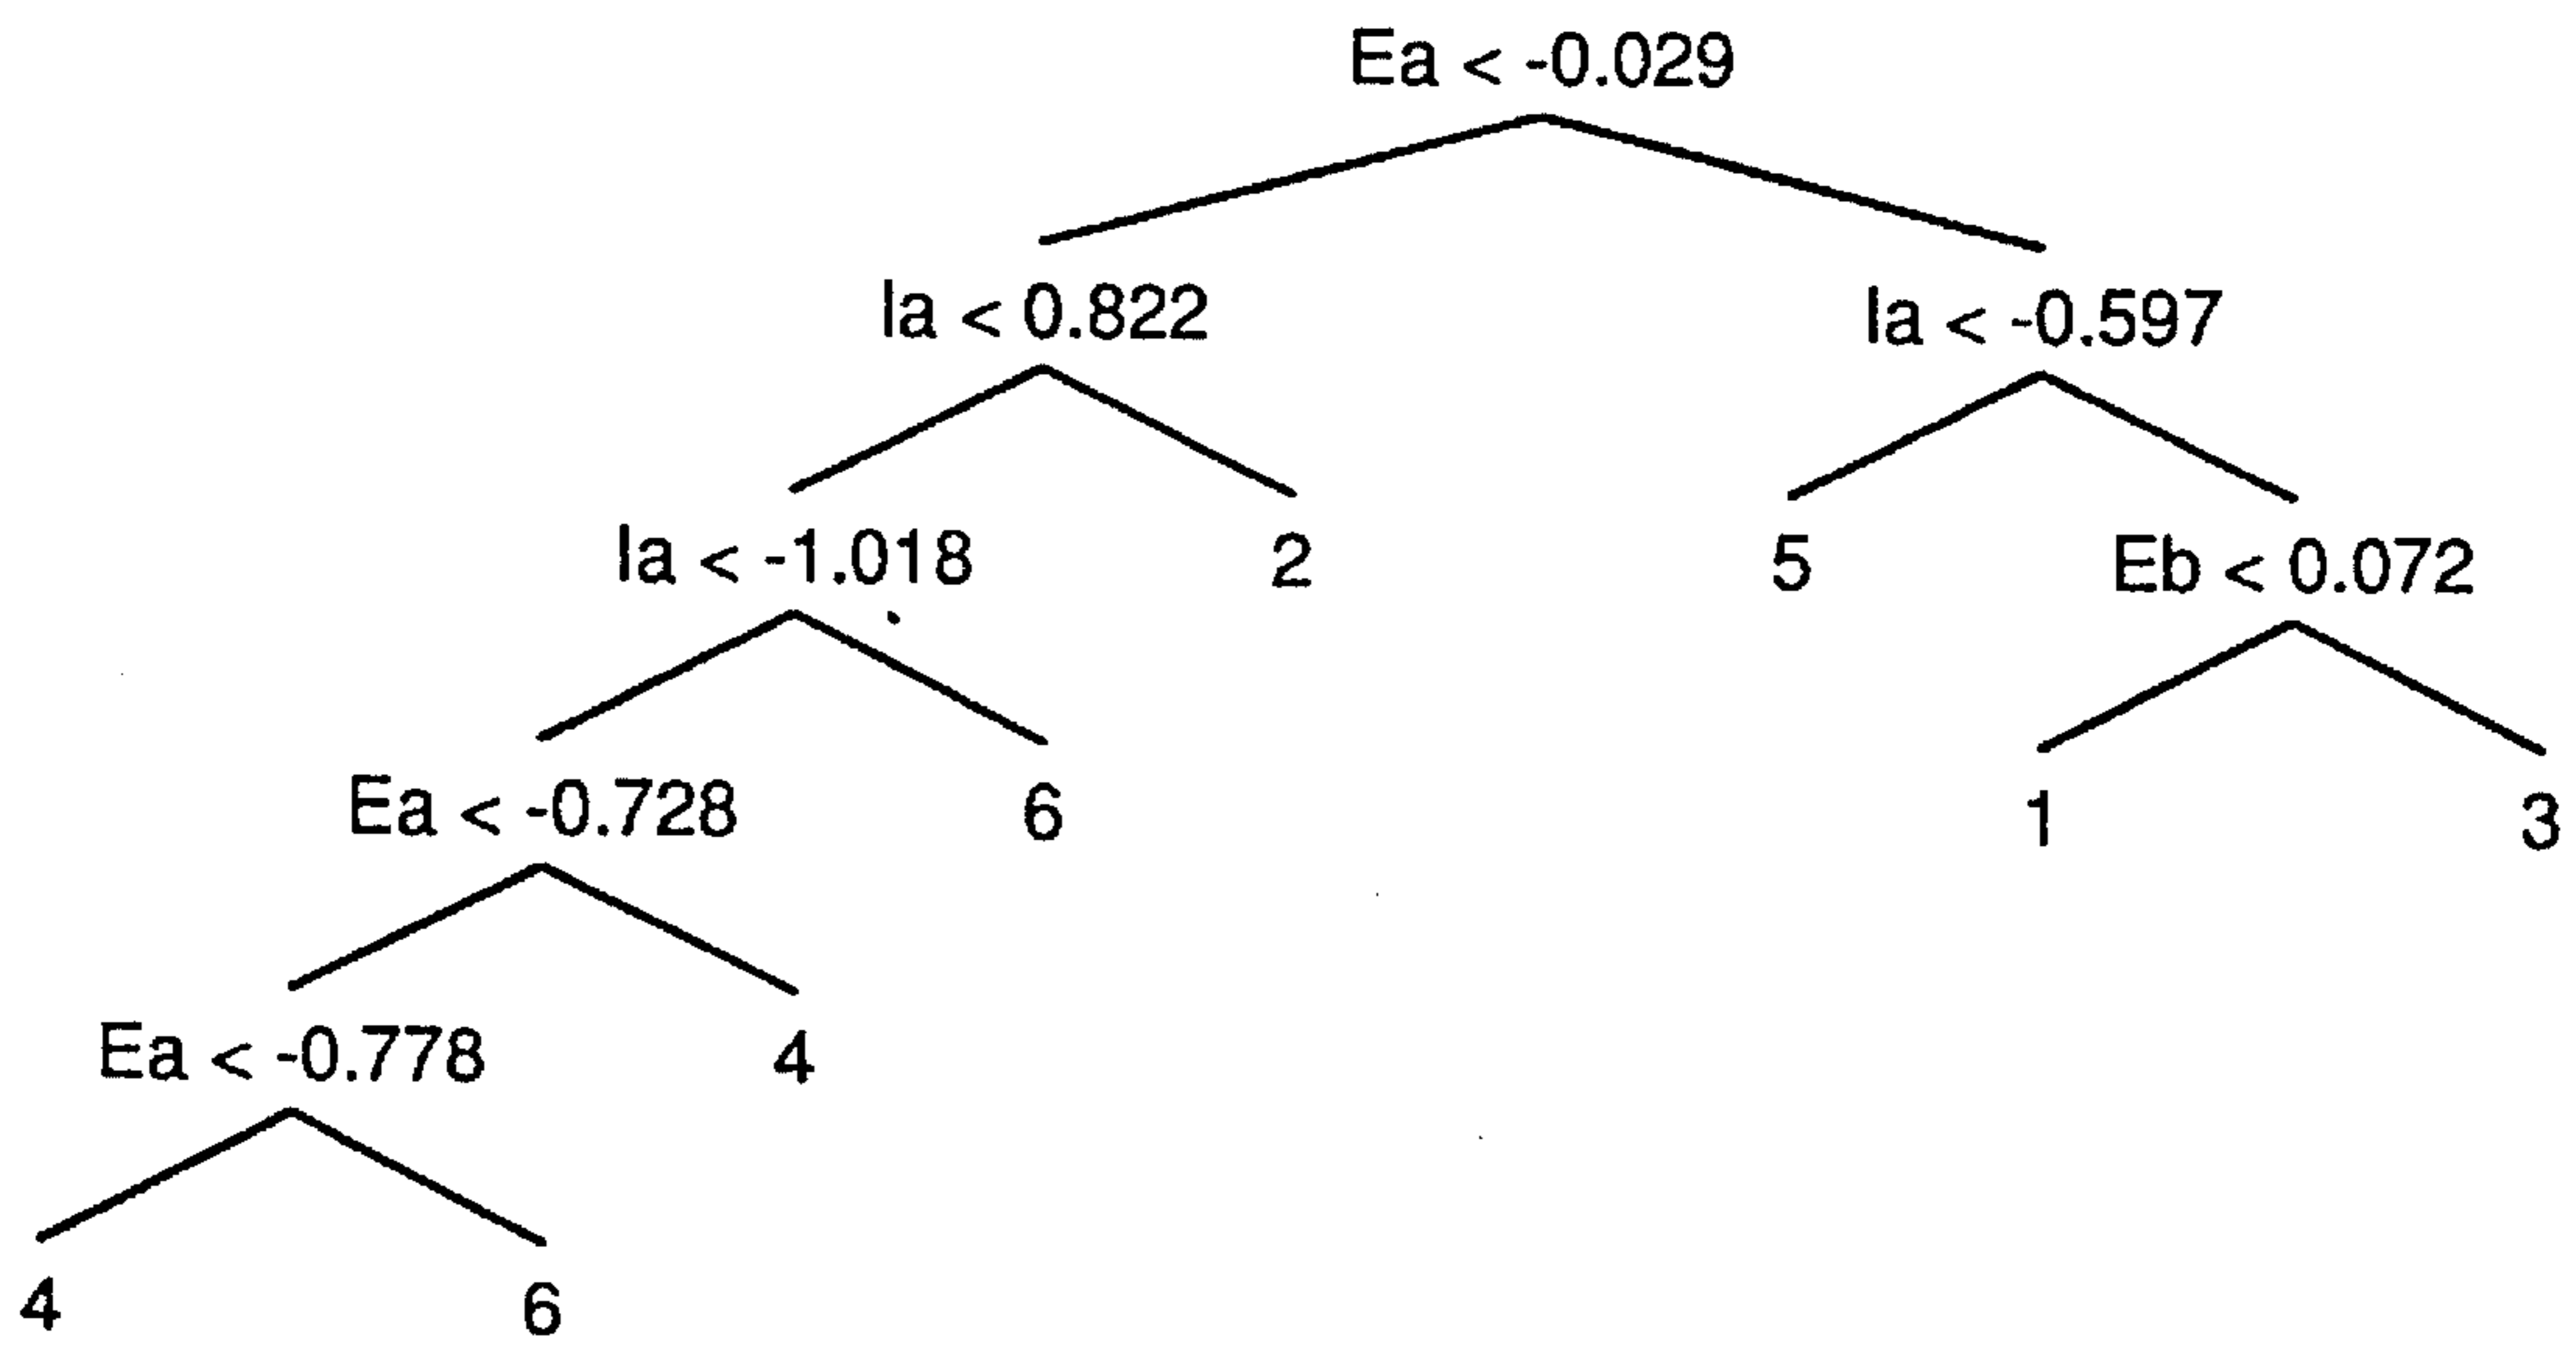 Ea < -0.029
Ia < 0.822
Ia < -0.597
Ia < -1.018
2
5
Eb < 0.072
Ea < -0.728
6
1
3
Ea < -0.778
4
4
6